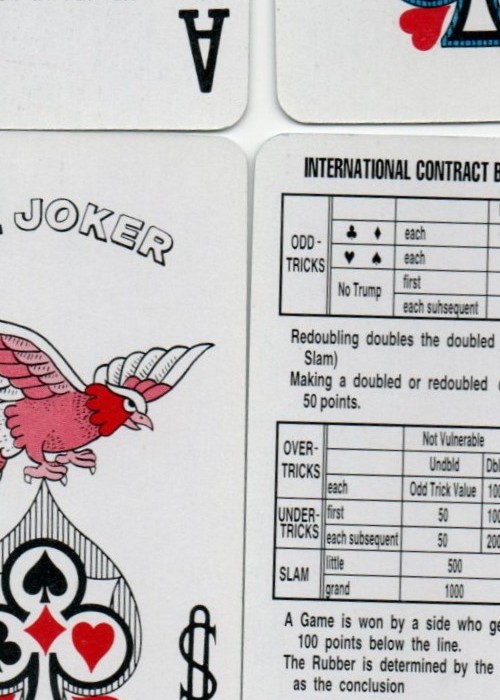 A
JOKER
INTERNATIONAL CONTRACT B
ODD-
TRICKS
each
each
No Trump
first
each suhsequent
Redoubling doubles the doubled
Slam)
Making a doubled or redoubled
50 points.
OVER-
TRICKS
Not Vulnerable
Undbld Dbl
each Odd Trick Value 100
UNDER-
TRICKS
first 50 100
each subsequent 50 200
SLAM
little 500
grand 1000
A Game is won by a side who ge
100 points below the line.
The Rubber is determined by the
as the conclusion